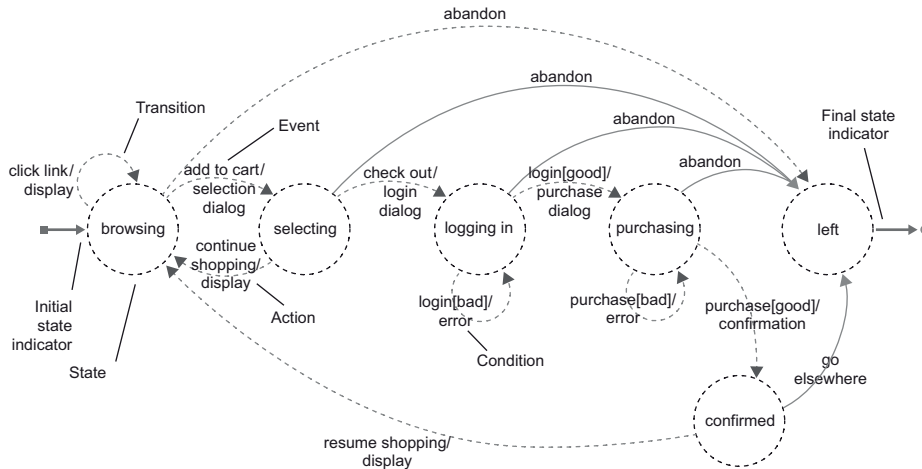 abandon
abandon
Transition
Event
abandon
Final state
indicator
click link/
display
add to cart/
selection
dialog
check out/
login
dialog
login[good]/
purchase
dialog
abandon
browsing
selecting
logging in
purchasing
left
continue
shopping/
display
Initial
state
indicator
Action
login[bad]/
error
purchase[bad]/
error
purchase[good]/
confirmation
Condition
State
go
elsewhere
confirmed
resume shopping/
display